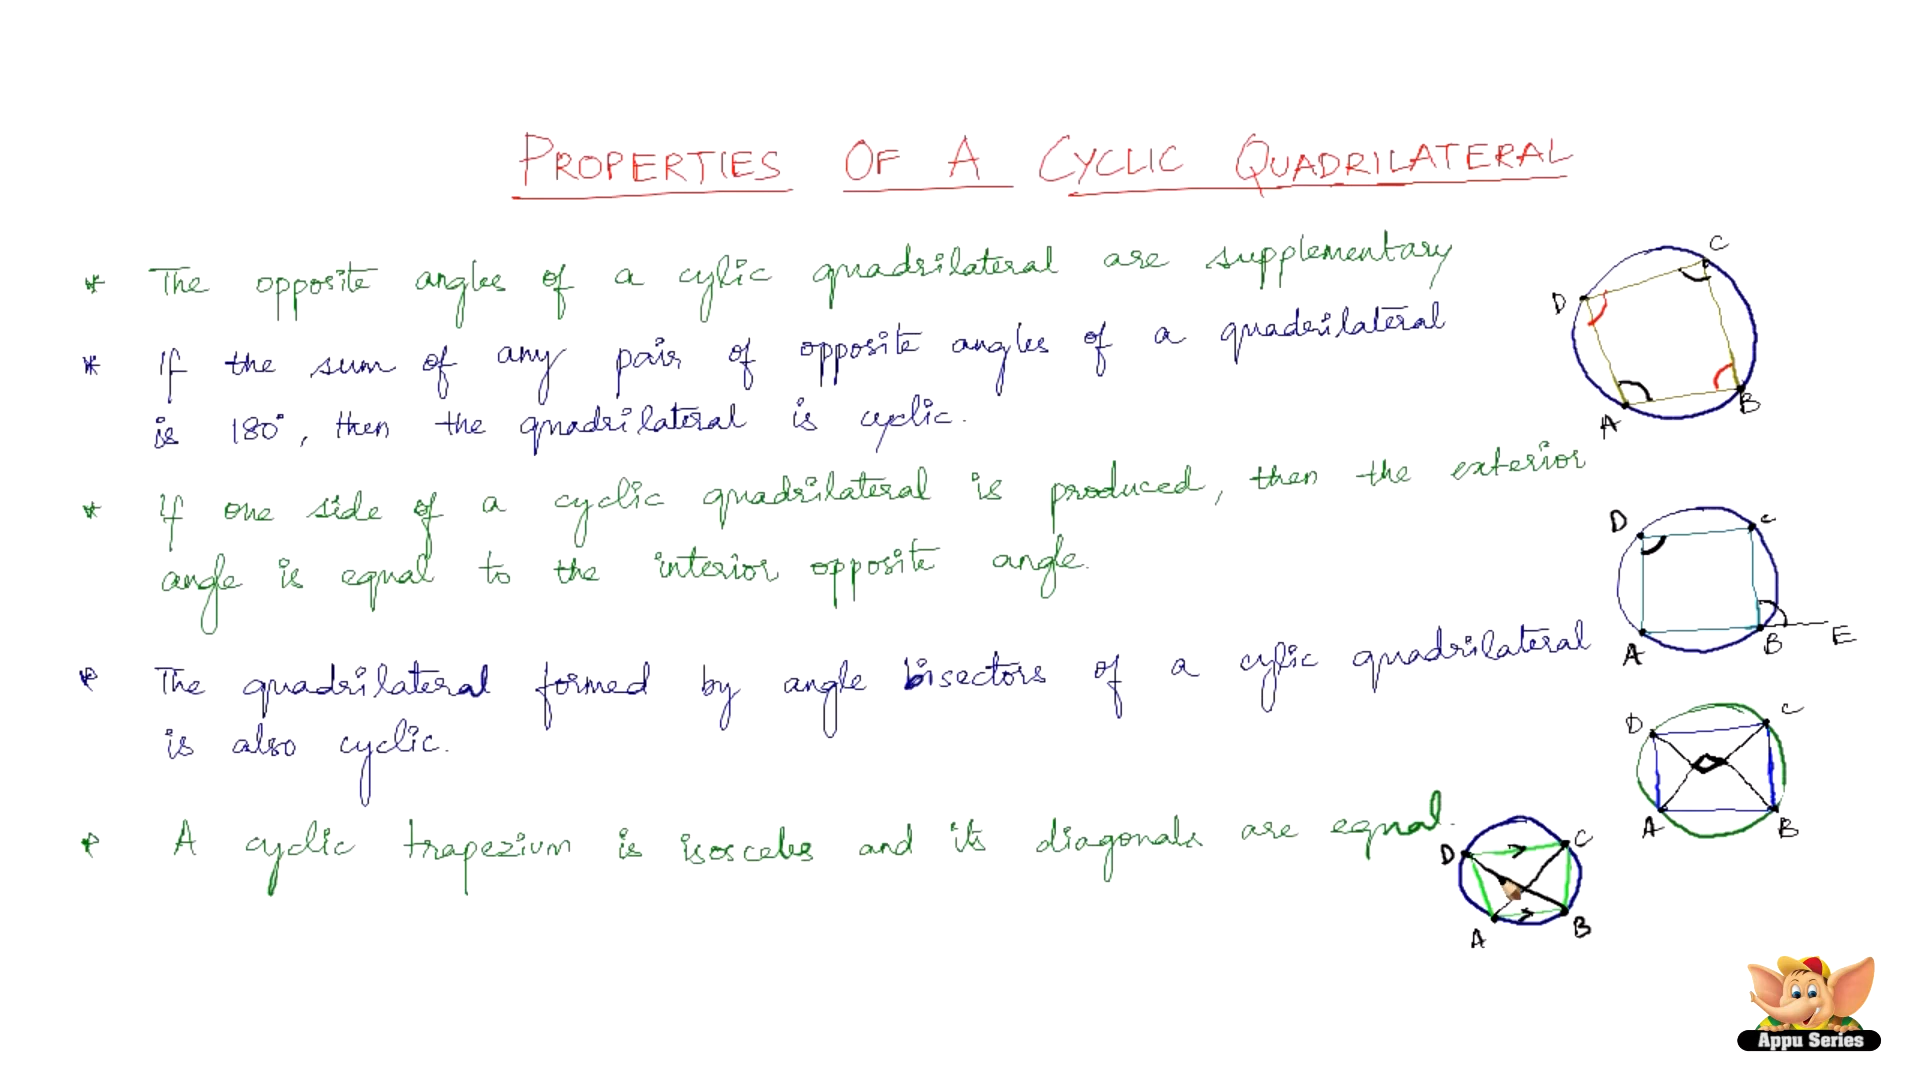 PROPERTIES OF A CYCLIC QUADRILATERAL
* The opposite angles of a cylic quadrilateral are supplementary
* If the sum of any pair of opposite angles of a quadrilateral
is 180°, then the quadrilateral is cyclic.
* If one side of a cyclic quadrilateral is produced, then the exterior
angle is equal to the interior opposite angle.
* The quadrilateral formed by angle bisectors of a cylic quadrilateral
is also cyclic.
* A cyclic trapezium is isosceles and its diagonals are equal.
C
D
B
A
D
C
A
B
E
D
C
A
B
D
C
A
B
Appu Series